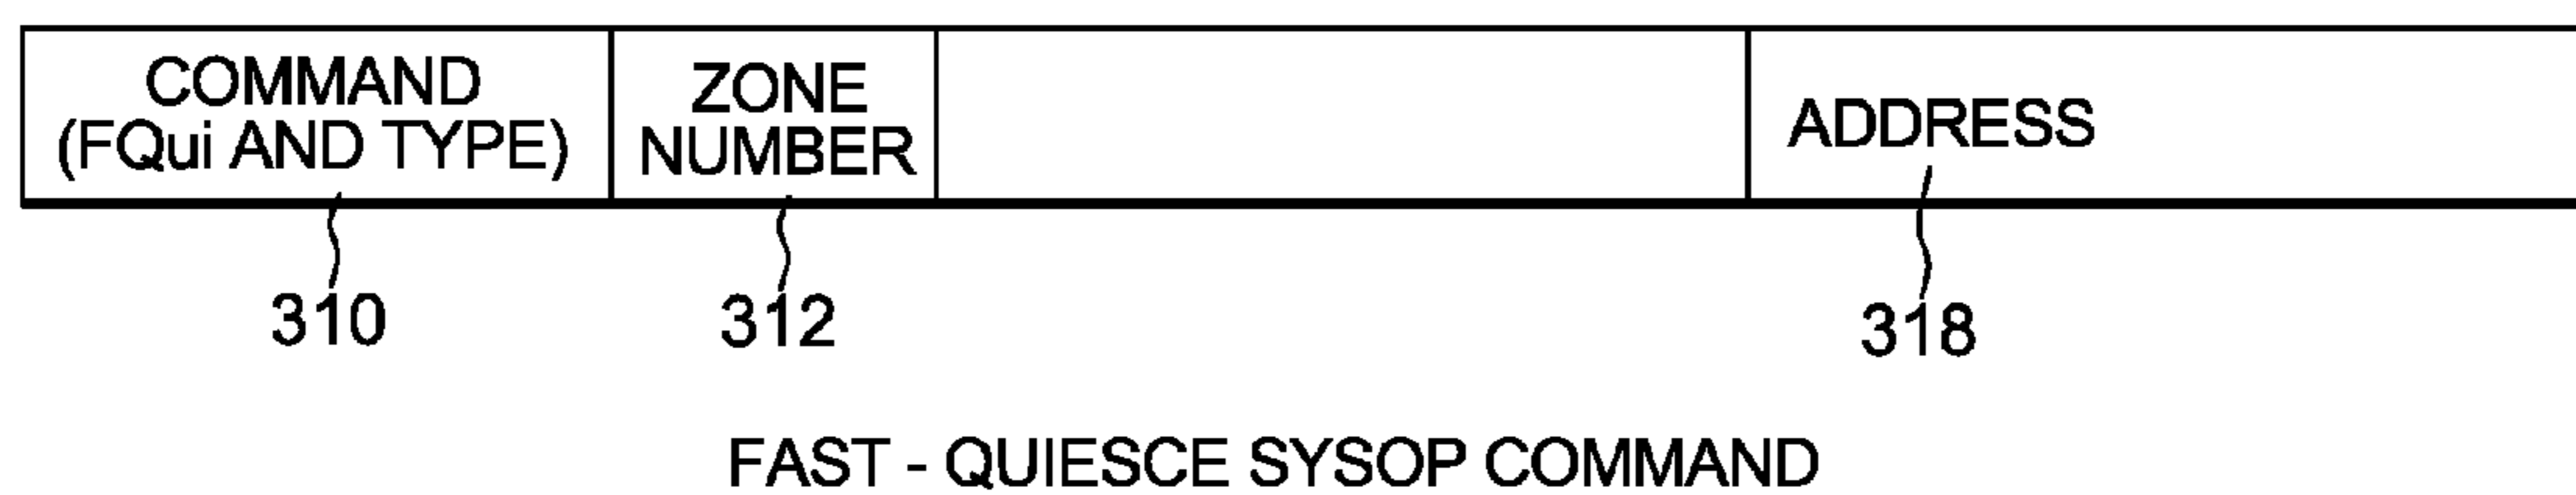 COMMAND
(FQui AND TYPE)
ZONE
NUMBER
ADDRESS
310
312
318
FAST - QUIESCE SYSOP COMMAND